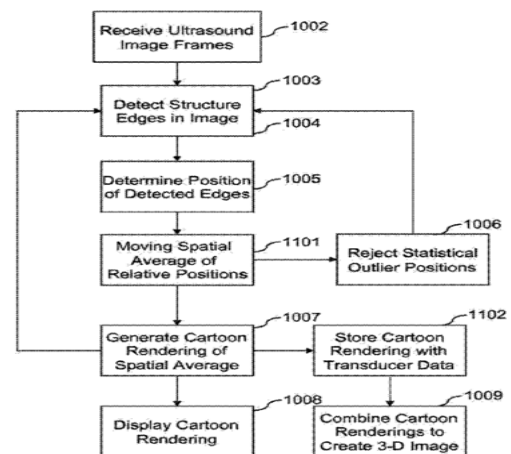 Receive Ultrasound
Image Frames
1002
1003
Detect Structure
Edges in Image
1004
Determine Position
of Detected Edges
1005
Moving Spatial
Average of
Relative Positions
1101
Reject Statistical
Outlier Positions
1006
Generate Cartoon
Rendering of
Spatial Average
1007
Store Cartoon
Rendering with
Transducer Data
1102
Display Cartoon
Rendering
1008
Combine Cartoon
Renderings to
Create 3-D Image
1009